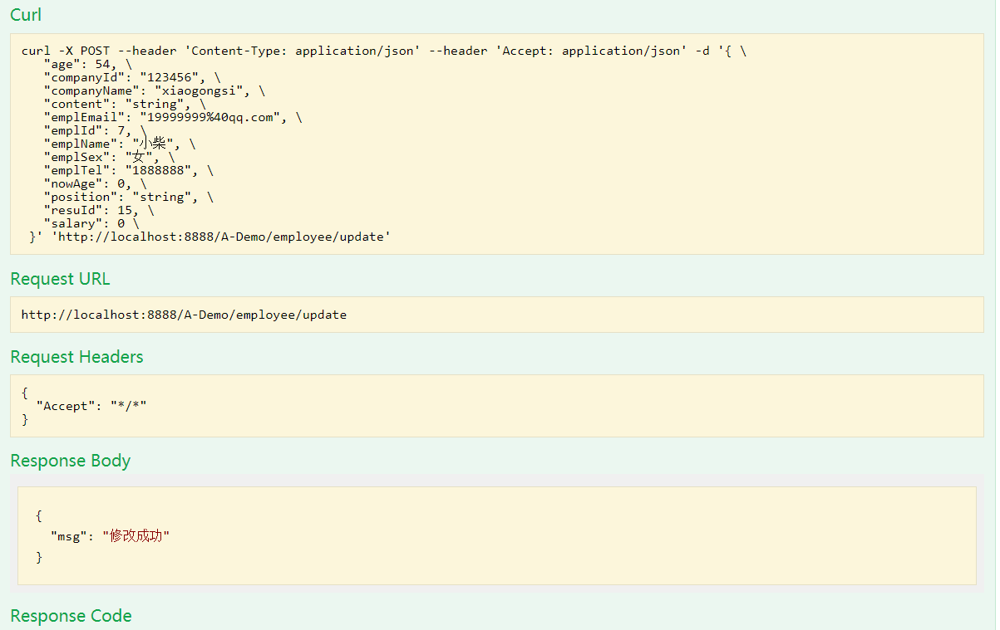 Curl
curl -X POST --header 'Content-Type: application/json' --header 'Accept: application/json' -d '{ \
"age": 54, \
"companyId": "123456", \
"companyName": "xiaogongsi", \
"content": "string", \
"emplEmail": "19999999%40qq.com", \
"emplId": 7, \
"emplName": "小柴", \
"emplSex": "女", \
"emplTel": "1888888", \
"nowAge": 0, \
"position": "string", \
"resuId": 15, \
"salary": 0 \
}' 'http://localhost:8888/A-Demo/employee/update'
Request URL
http://localhost:8888/A-Demo/employee/update
Request Headers
{
"Accept": "*/*"
}
Response Body
{
"msg": "修改成功"
}
Response Code